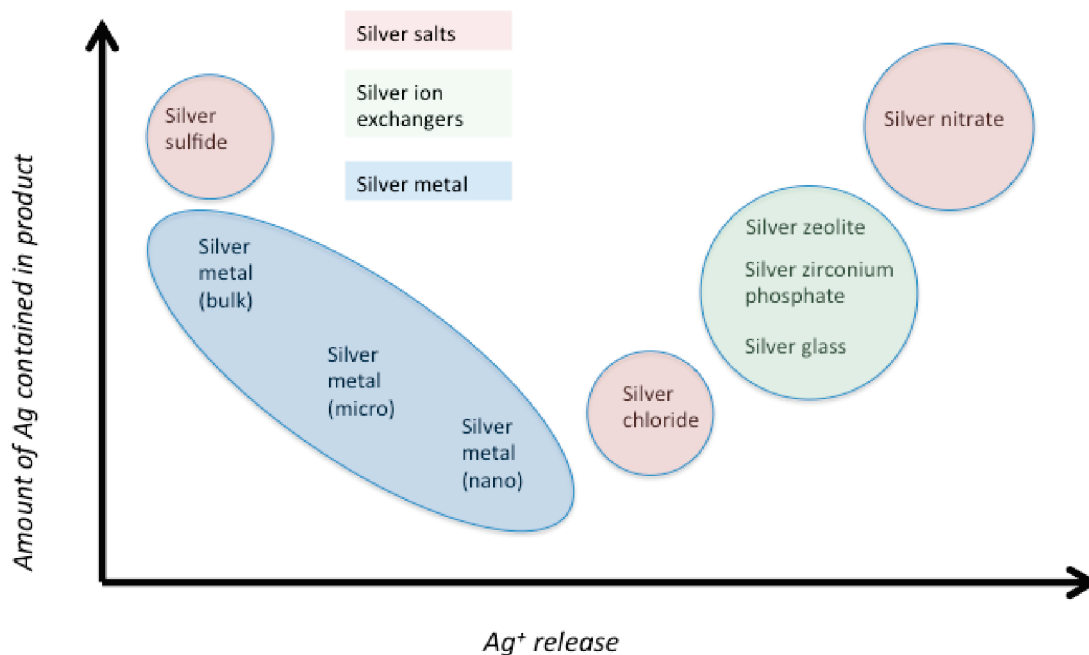 Silver salts
Silver ion
exchangers
Silver metal
Silver
sulfide
Silver nitrate
Silver
metal
(bulk)
Silver
metal
(micro)
Silver
metal
(nano)
Silver
chloride
Silver zeolite
Silver zirconium
phosphate
Silver glass
Amount of Ag contained in product
Ag⁺ release